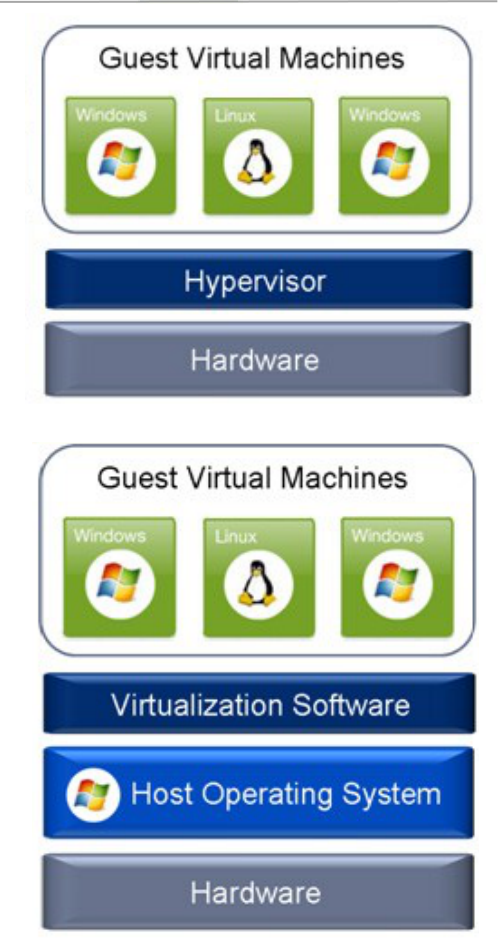 Guest Virtual Machines
Windows Linux Windows
Hypervisor
Hardware
Guest Virtual Machines
Windows Linux Windows
Virtualization Software
Host Operating System
Hardware